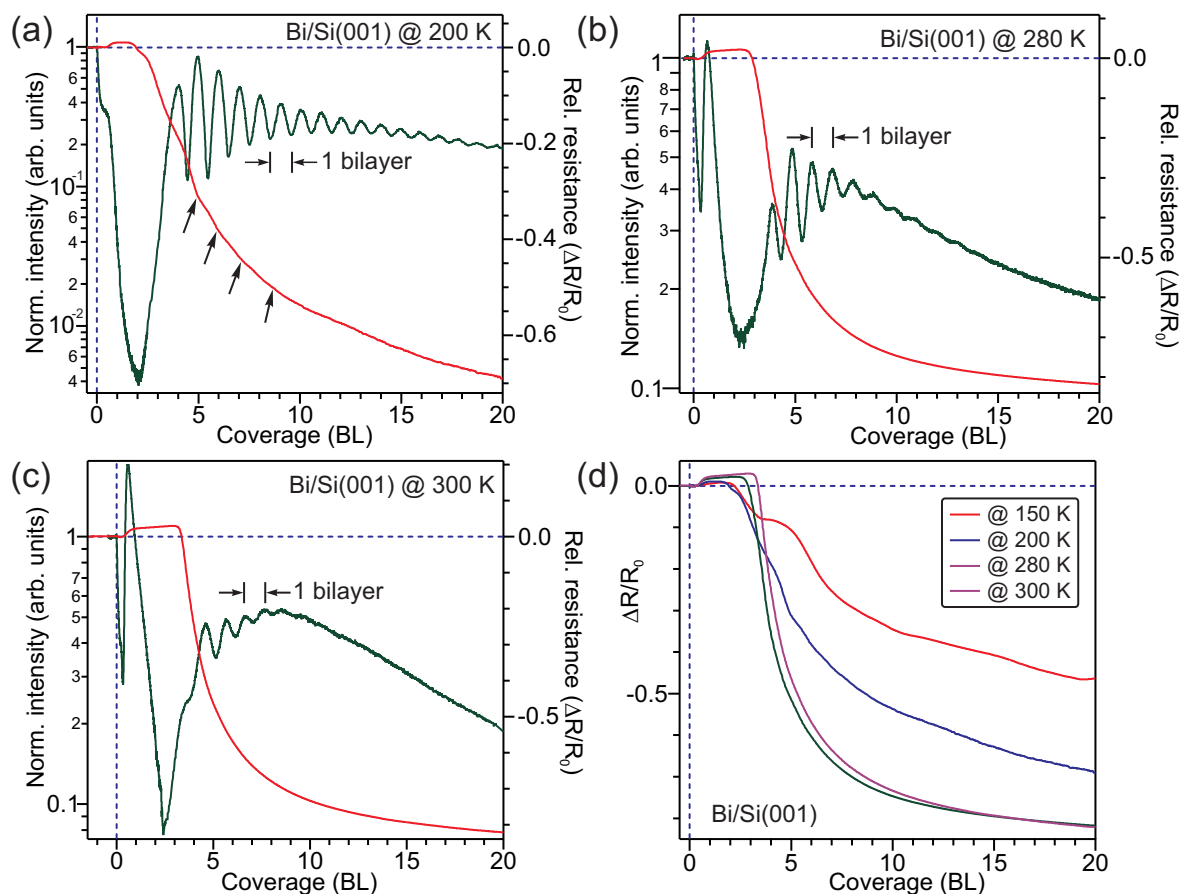 (a)
Bi/Si(001) @ 200 K
Norm. intensity (arb. units)
1
6
4
2
10⁻¹
6
4
2
10⁻²
6
4
0.0
-0.2
-0.4
-0.6
Rel. resistance (ΔR/R₀)
1 bilayer
0 5 10 15 20
Coverage (BL)
(b)
Bi/Si(001) @ 280 K
Norm. intensity (arb. units)
1
8
7
6
5
4
3
2
0.1
0.0
-0.5
Rel. resistance (ΔR/R₀)
1 bilayer
0 5 10 15 20
Coverage (BL)
(c)
Bi/Si(001) @ 300 K
Norm. intensity (arb. units)
1
7
6
5
4
3
2
0.1
0.0
-0.5
Rel. resistance (ΔR/R₀)
1 bilayer
0 5 10 15 20
Coverage (BL)
(d)
ΔR/R₀
0.0
-0.5
@ 150 K
@ 200 K
@ 280 K
@ 300 K
Bi/Si(001)
0 5 10 15 20
Coverage (BL)